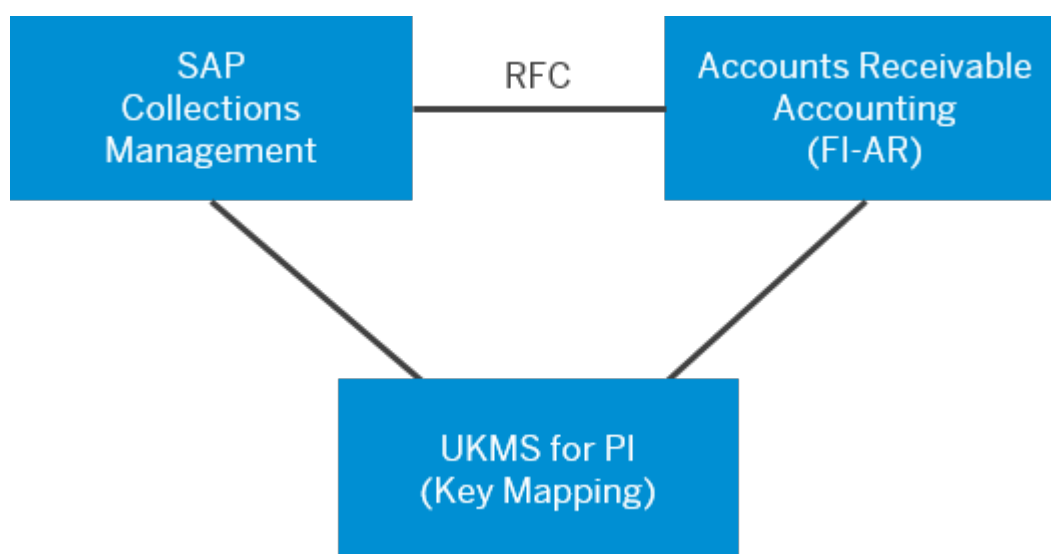 SAP
Collections
Management
RFC
Accounts Receivable
Accounting
(FI-AR)
UKMS for PI
(Key Mapping)